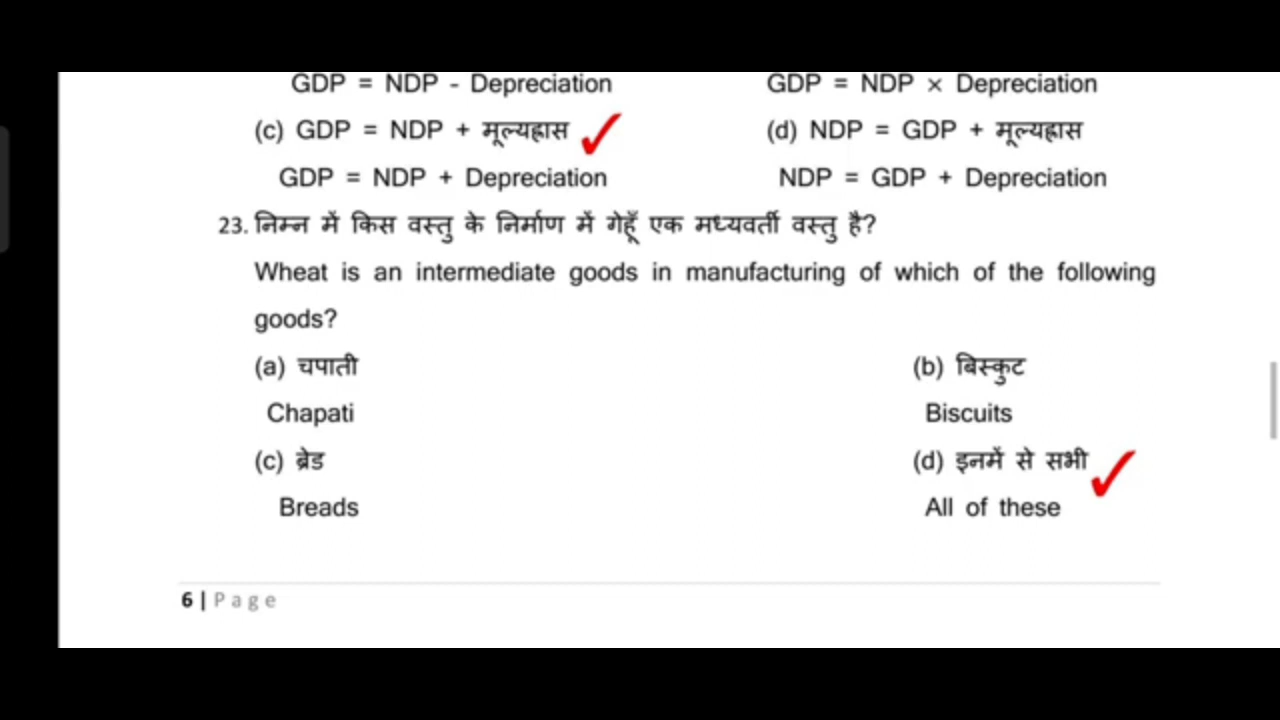 GDP = NDP - Depreciation GDP = NDP × Depreciation
(c) GDP = NDP + मूल्यह्रास (d) NDP = GDP + मूल्यह्रास
GDP = NDP + Depreciation NDP = GDP + Depreciation
23. निम्न में किस वस्तु के निर्माण में गेहूँ एक मध्यवर्ती वस्तु है?
Wheat is an intermediate goods in manufacturing of which of the following
goods?
(a) चपाती (b) बिस्कुट
Chapati Biscuits
(c) ब्रेड (d) इनमें से सभी
Breads All of these
6 | Page